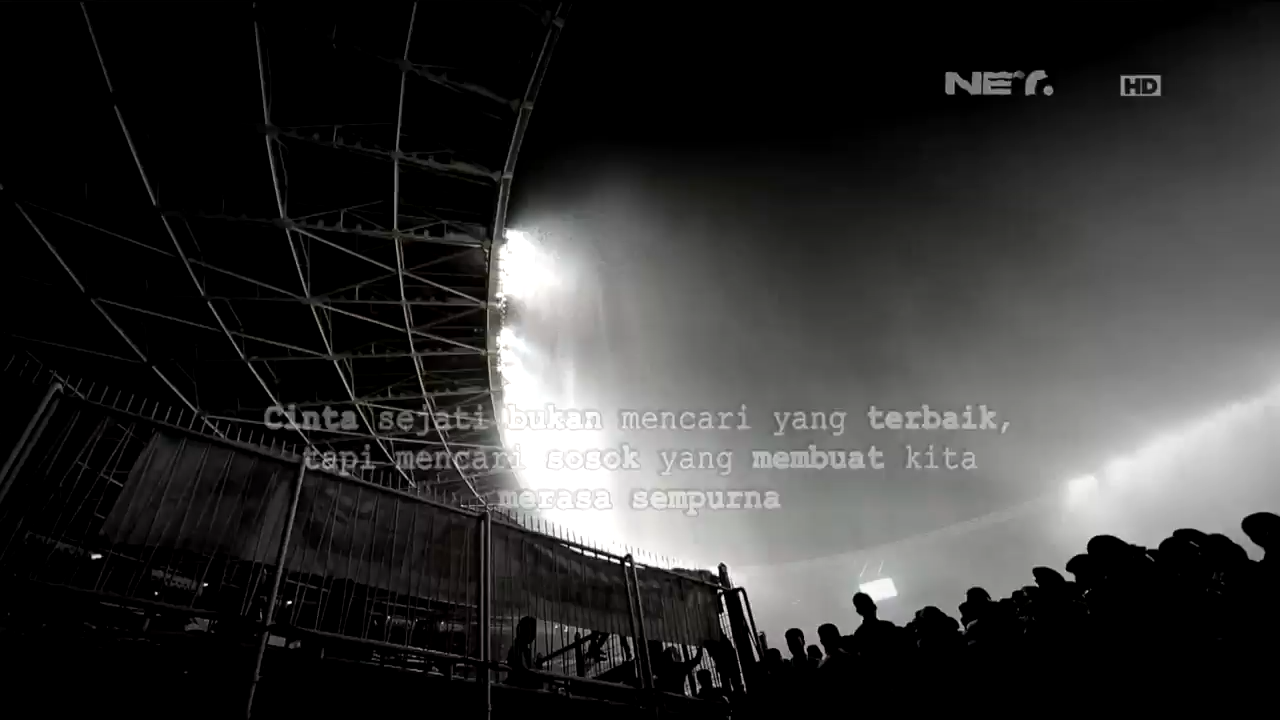 NET.
HD
Cinta sejati bukan mencari yang terbaik,
tapi mencari sosok yang membuat kita
merasa sempurna